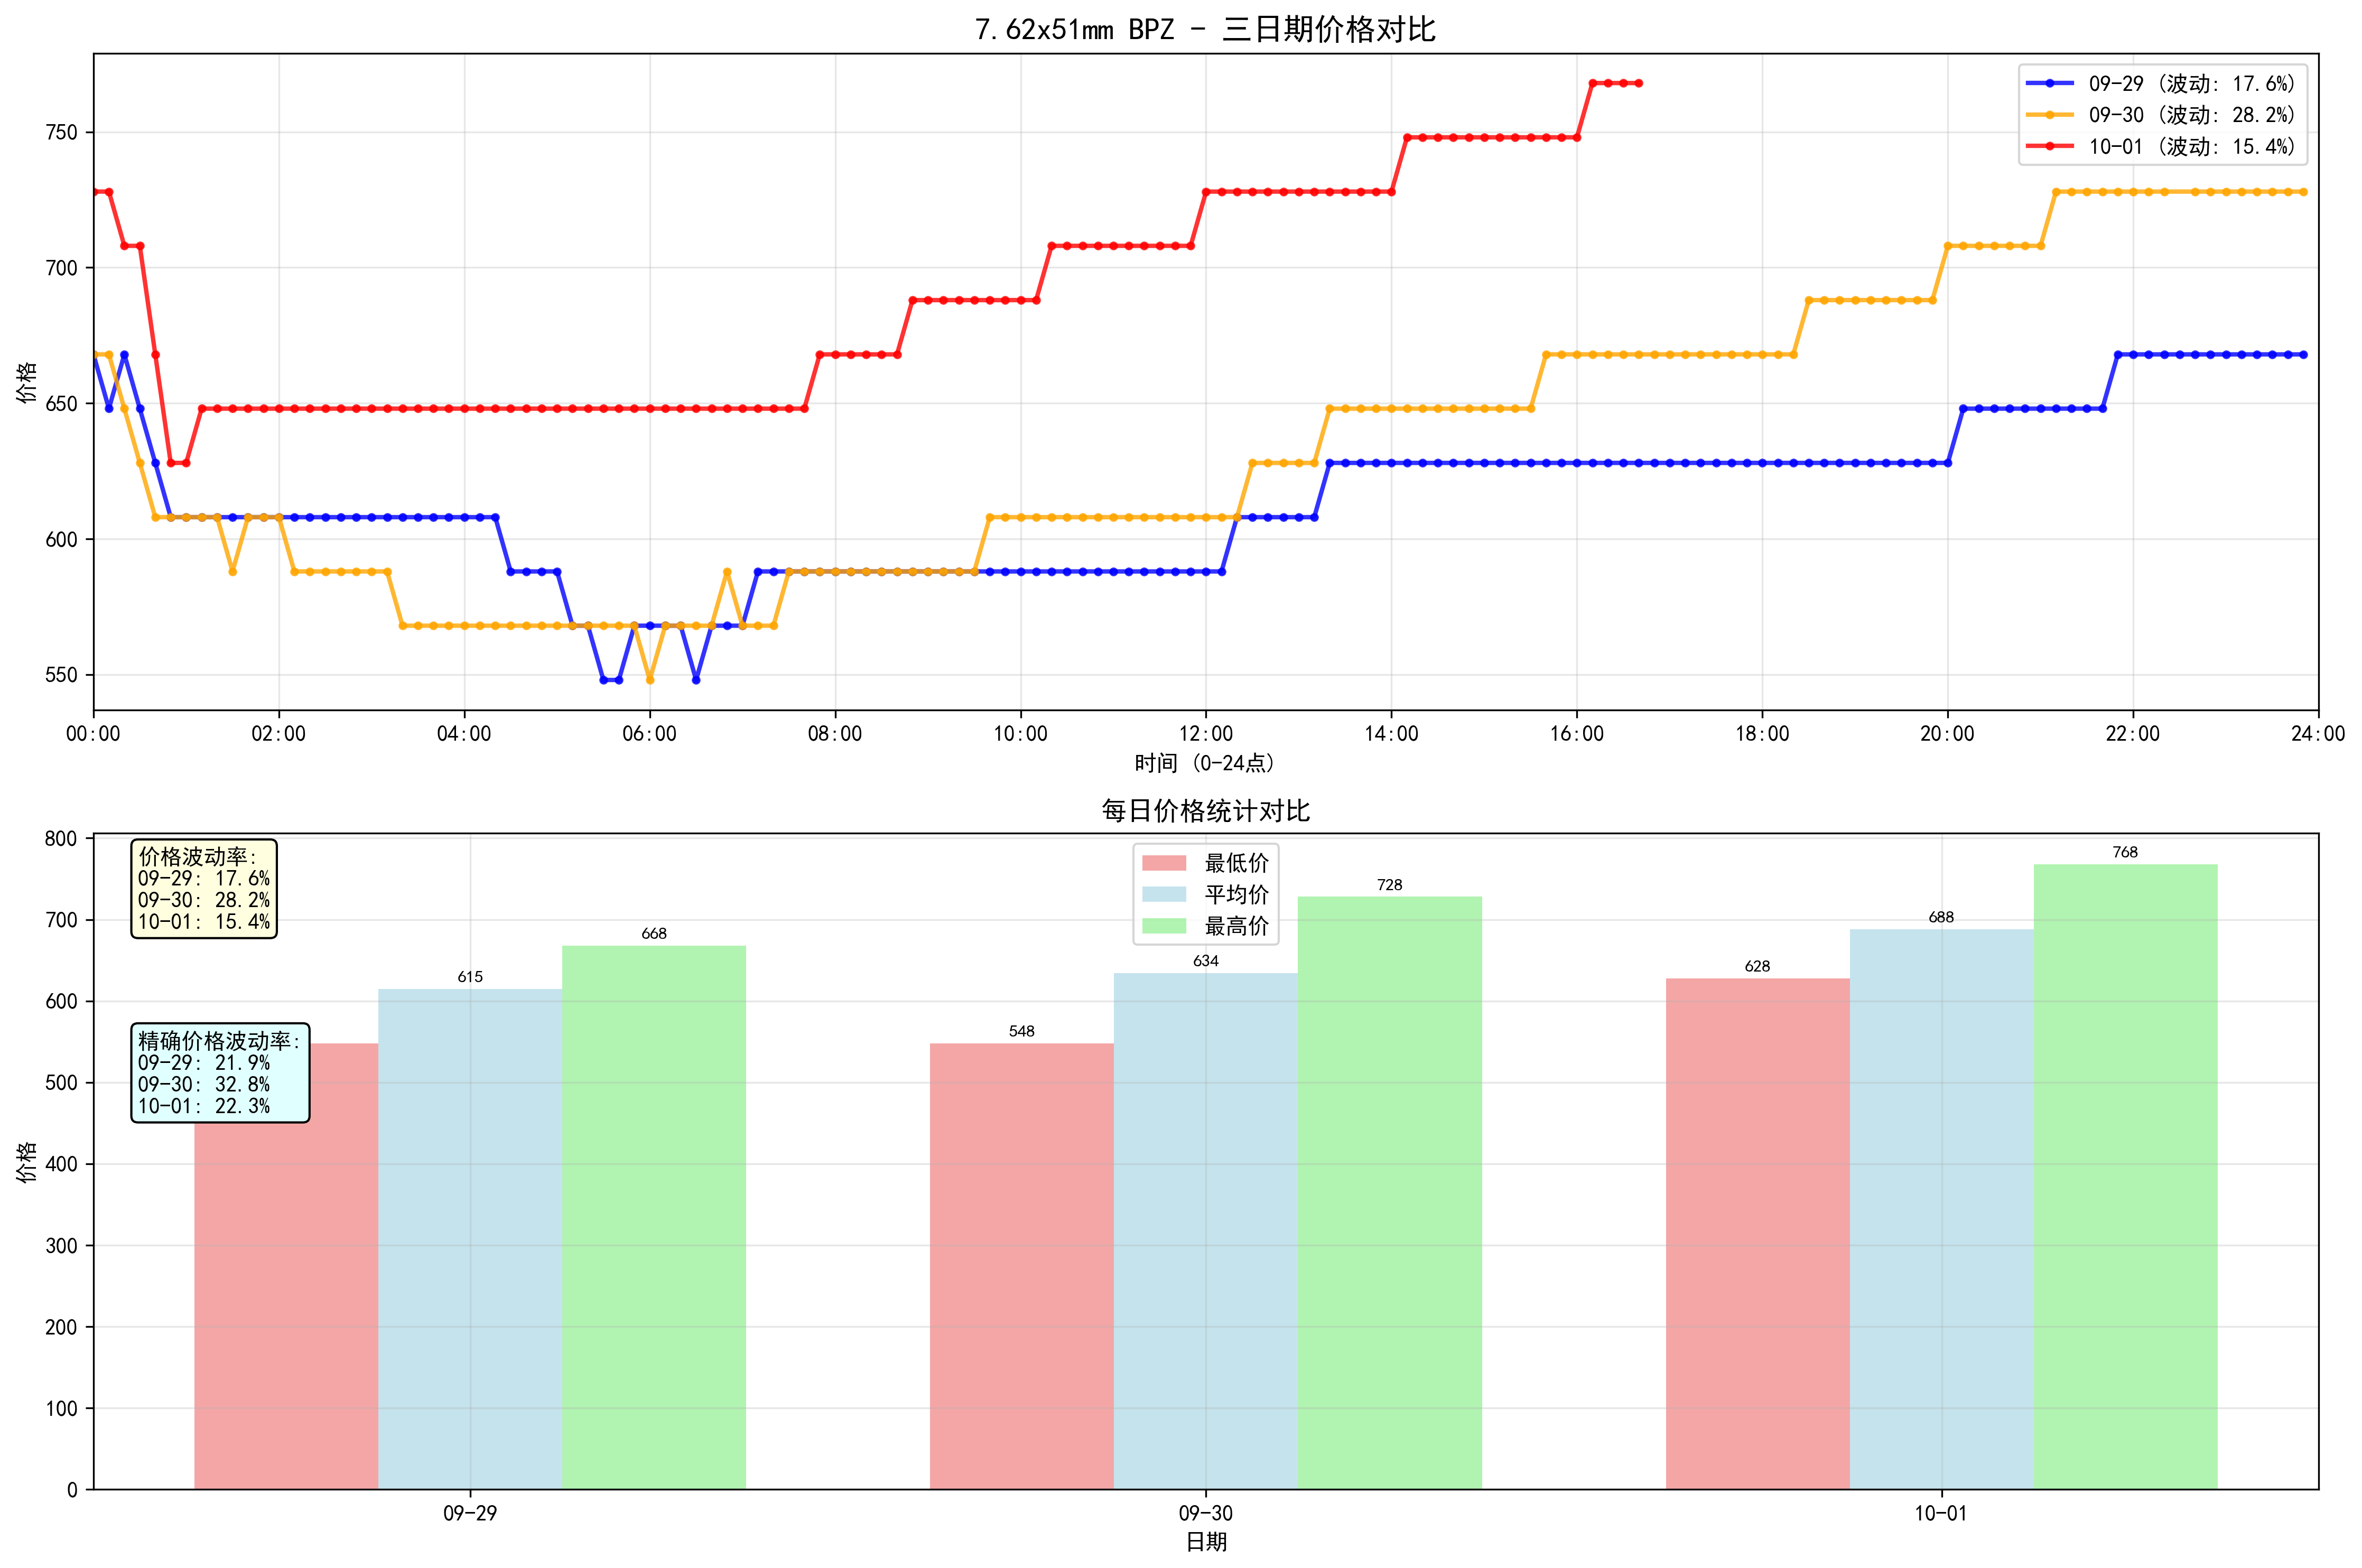 7.62x51mm BPZ - 三日期价格对比
09-29 (波动: 17.6%)
09-30 (波动: 28.2%)
10-01 (波动: 15.4%)
750
700
650
600
550
价格
00:00 02:00 04:00 06:00 08:00 10:00 12:00 14:00 16:00 18:00 20:00 22:00 24:00
时间 (0-24点)
每日价格统计对比
价格波动率:
09-29: 17.6%
09-30: 28.2%
10-01: 15.4%
精确价格波动率:
09-29: 21.9%
09-30: 32.8%
10-01: 22.3%
最低价
平均价
最高价
800
700
600
500
400
300
200
100
0
价格
615
668
548
634
728
628
688
768
09-29 09-30 10-01
日期